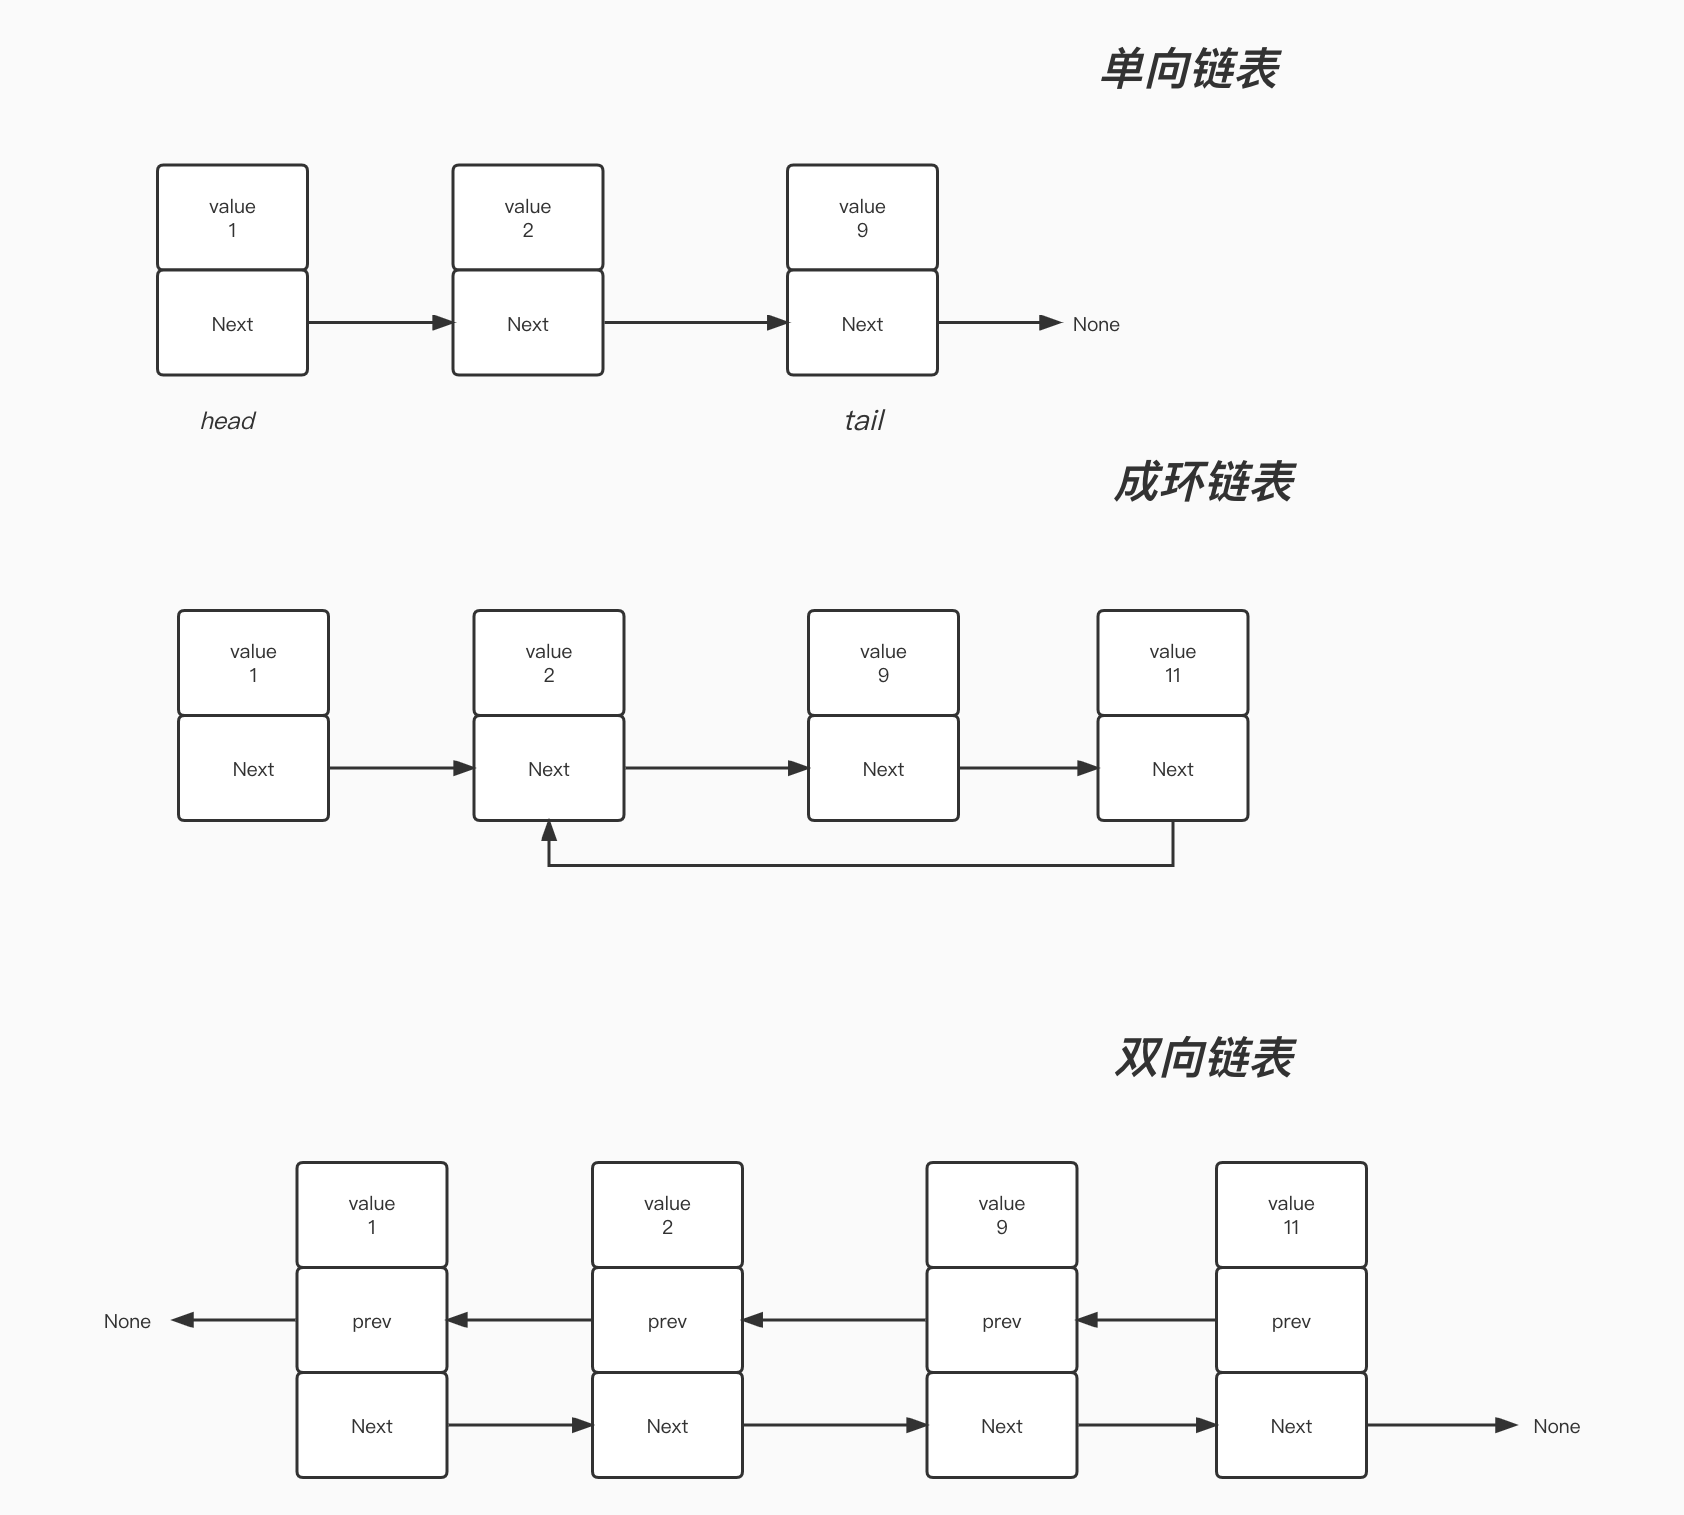 单向链表
value
1
value
2
value
9
Next
Next
Next
None
head
tail
成环链表
value
1
value
2
value
9
value
11
Next
Next
Next
Next
双向链表
value
1
value
2
value
9
value
11
None
prev
prev
prev
prev
Next
Next
Next
Next
None